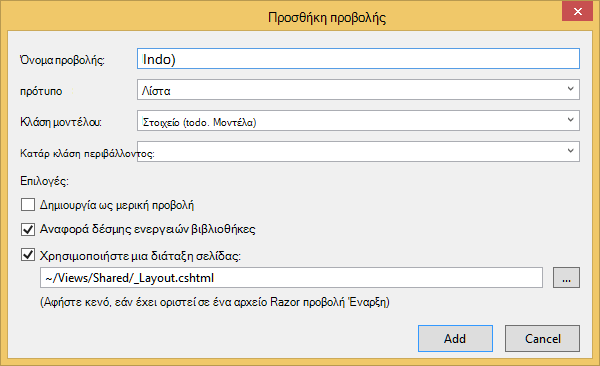 Προσθήκη προβολής
Όνομα προβολής: Indo)
πρότυπο Λίστα
Κλάση μοντέλου: Στοιχείο (todo. Μοντέλα)
Κατάρ κλάση περιβάλλοντος:
Επιλογές:
Δημιουργία ως μερική προβολή
Αναφορά δέσμης ενεργειών βιβλιοθήκες
Χρησιμοποιήστε μια διάταξη σελίδας:
~/Views/Shared/_Layout.cshtml ...
(Αφήστε κενό, εάν έχει οριστεί σε ένα αρχείο Razor προβολή Έναρξη)
Add Cancel